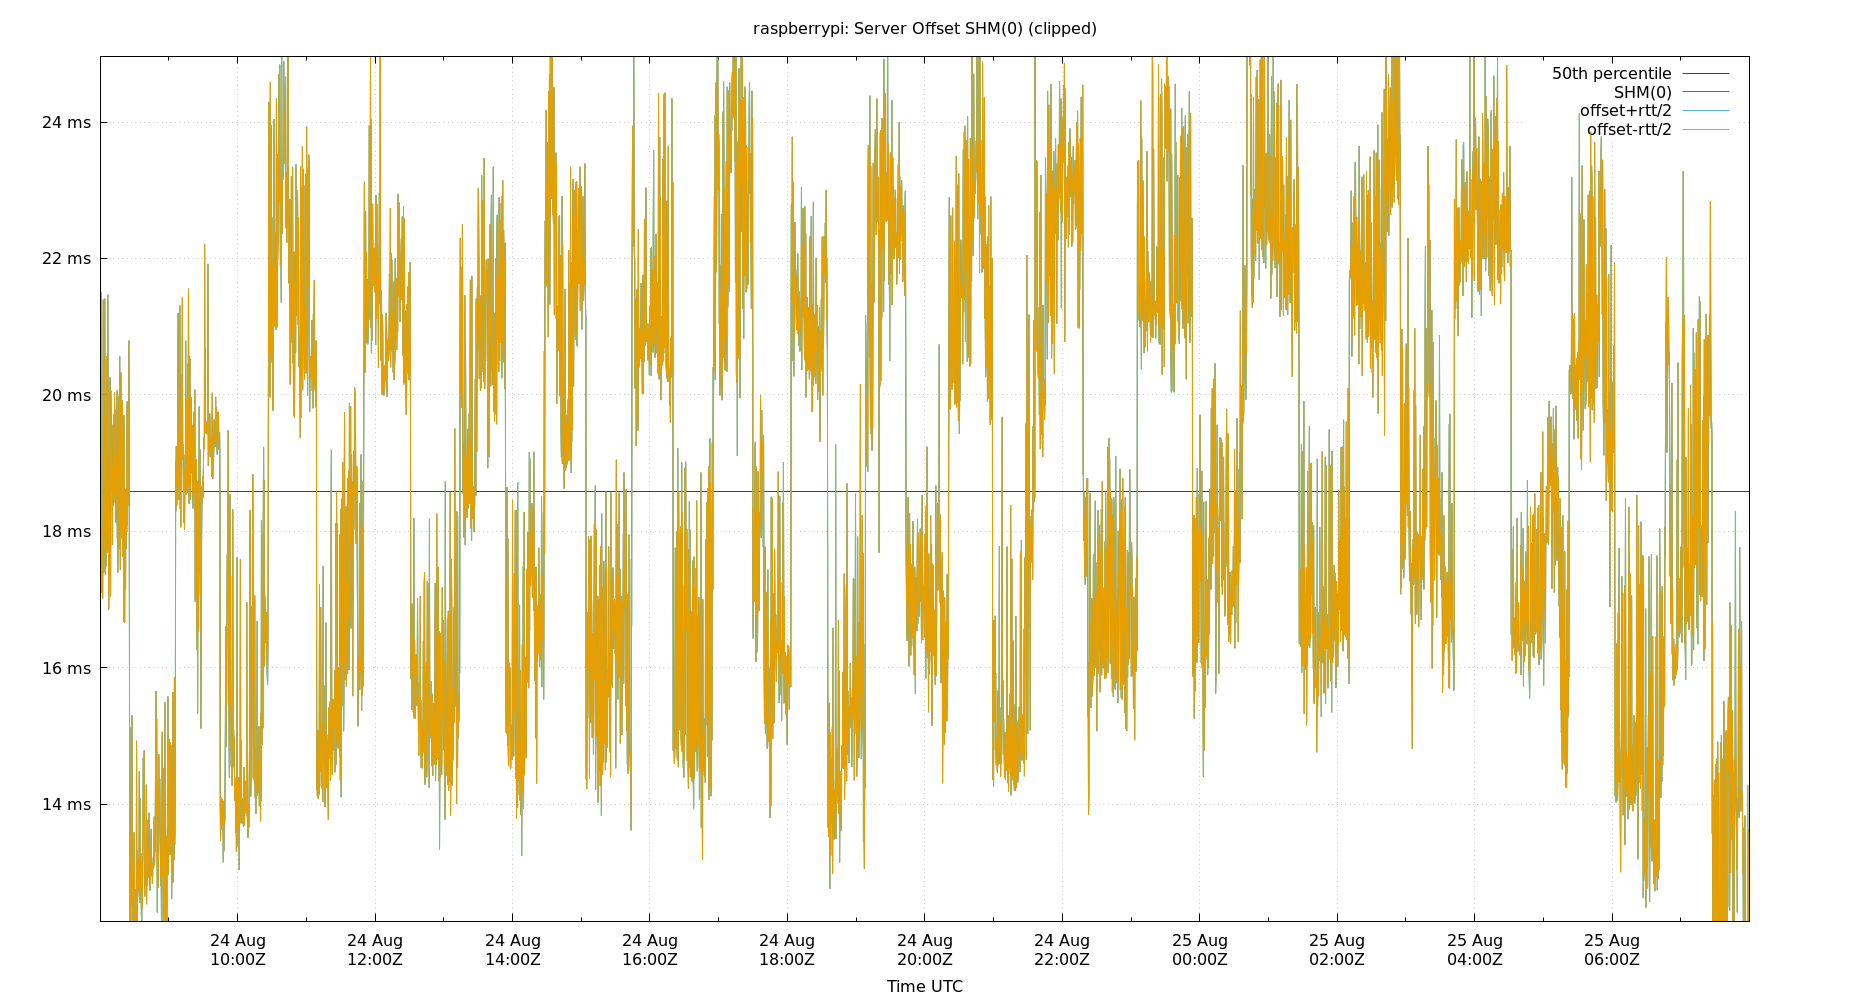 raspberrypi: Server Offset SHM(0) (clipped)
50th percentile
SHM(0)
offset+rtt/2
offset-rtt/2
24 ms
22 ms
20 ms
18 ms
16 ms
14 ms
24 Aug 24 Aug 24 Aug 24 Aug 24 Aug 24 Aug 24 Aug 25 Aug 25 Aug 25 Aug 25 Aug
10:00Z 12:00Z 14:00Z 16:00Z 18:00Z 20:00Z 22:00Z 00:00Z 02:00Z 04:00Z 06:00Z
Time UTC